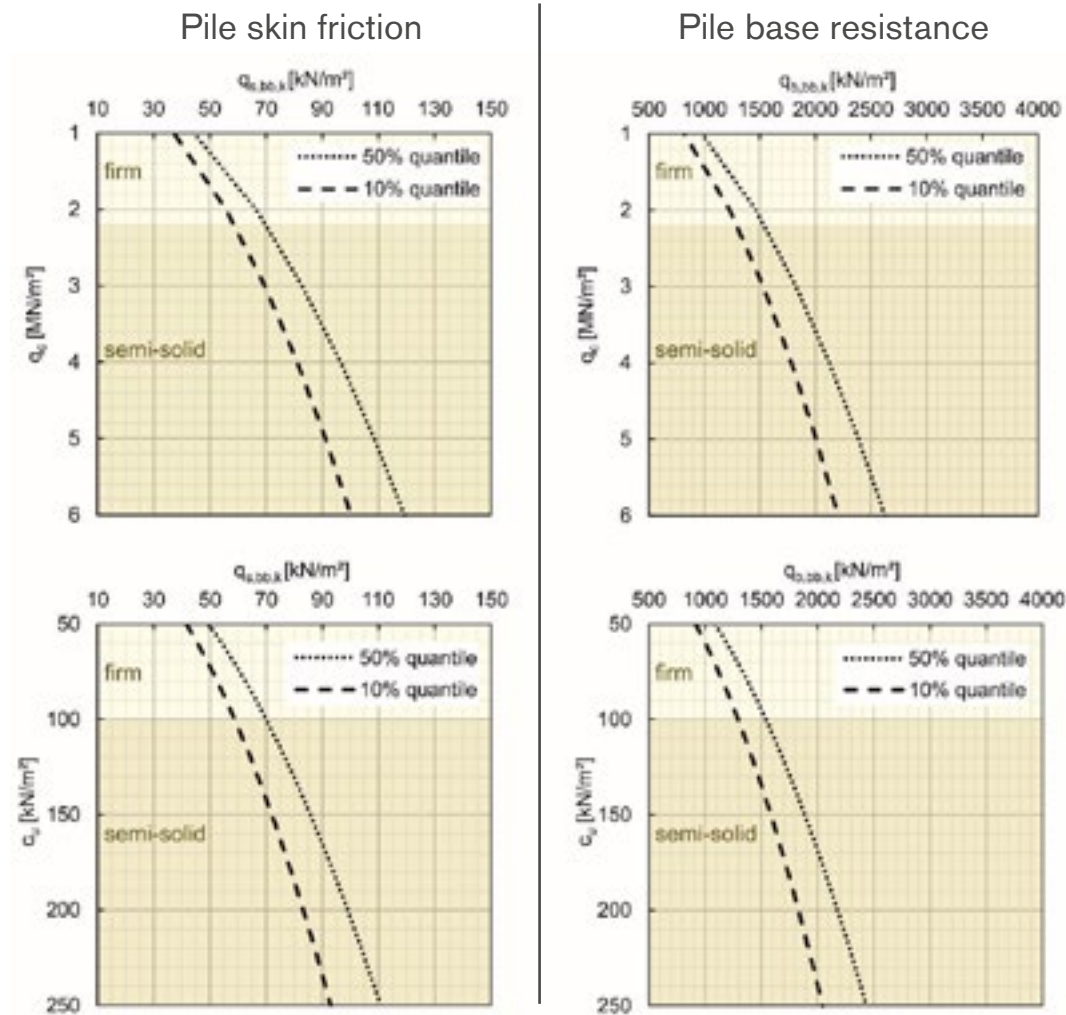 Pile skin friction
q_s,bb,k [kN/m²]
10 30 50 70 90 110 130 150
1
2
3
4
5
6
q_c [MN/m²]
firm
semi-solid
50% quantile
10% quantile
q_s,bb,k [kN/m²]
10 30 50 70 90 110 130 150
50
100
150
200
250
c_u [kN/m²]
firm
semi-solid
50% quantile
10% quantile
Pile base resistance
q_b,bb,k [kN/m²]
500 1000 1500 2000 2500 3000 3500 4000
1
2
3
4
5
6
q_c [MN/m²]
firm
semi-solid
50% quantile
10% quantile
q_b,bb,k [kN/m²]
500 1000 1500 2000 2500 3000 3500 4000
50
100
150
200
250
c_u [kN/m²]
firm
semi-solid
50% quantile
10% quantile